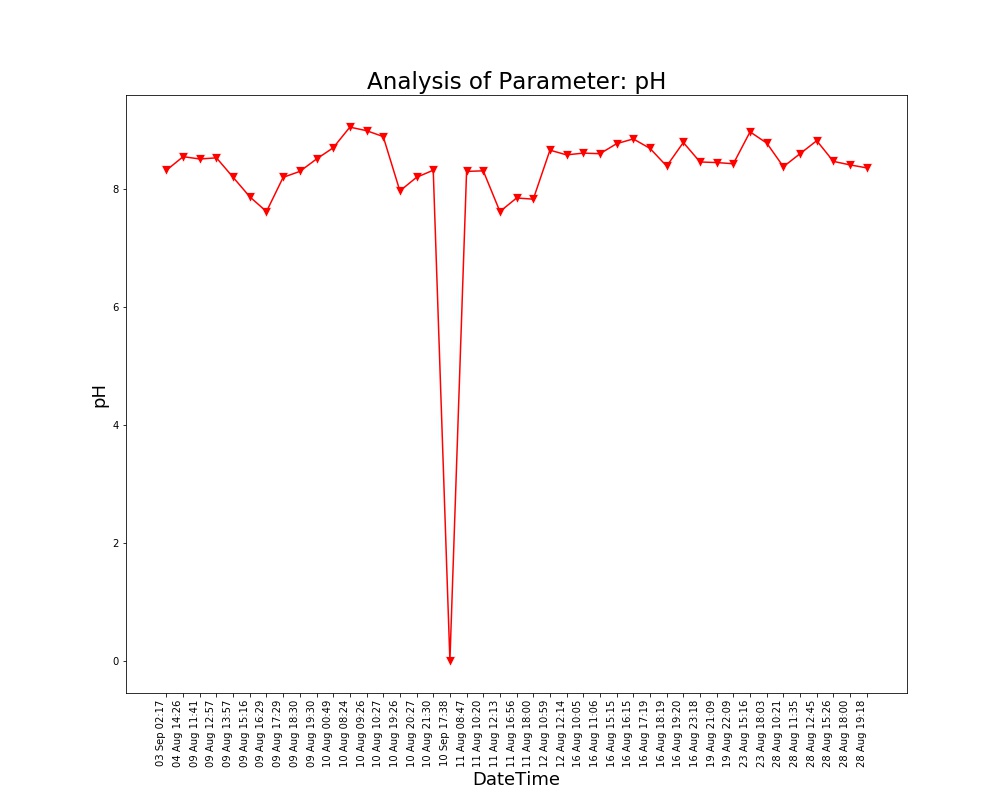 Analysis of Parameter: pH
pH
8
6
4
2
0
03 Sep 02:17
04 Aug 14:26
09 Aug 11:41
09 Aug 12:57
09 Aug 13:57
09 Aug 15:16
09 Aug 16:29
09 Aug 17:29
09 Aug 18:30
09 Aug 19:30
10 Aug 00:49
10 Aug 08:24
10 Aug 09:26
10 Aug 10:27
10 Aug 19:26
10 Aug 20:27
10 Aug 21:30
10 Sep 17:38
11 Aug 08:47
11 Aug 10:20
11 Aug 12:13
11 Aug 16:56
11 Aug 18:00
12 Aug 10:59
12 Aug 12:14
16 Aug 10:05
16 Aug 11:06
16 Aug 15:15
16 Aug 16:15
16 Aug 17:19
16 Aug 18:19
16 Aug 19:20
16 Aug 23:18
19 Aug 21:09
19 Aug 22:09
23 Aug 15:16
23 Aug 18:03
28 Aug 10:21
28 Aug 11:35
28 Aug 12:45
28 Aug 15:26
28 Aug 18:00
28 Aug 19:18
DateTime